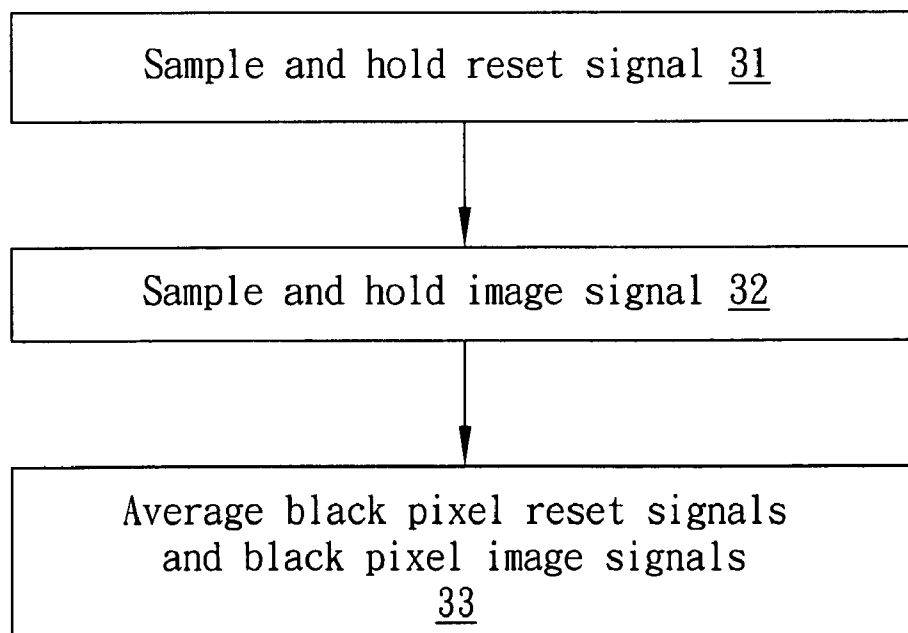 Sample and hold reset signal 31
Sample and hold image signal 32
Average black pixel reset signals
and black pixel image signals
33